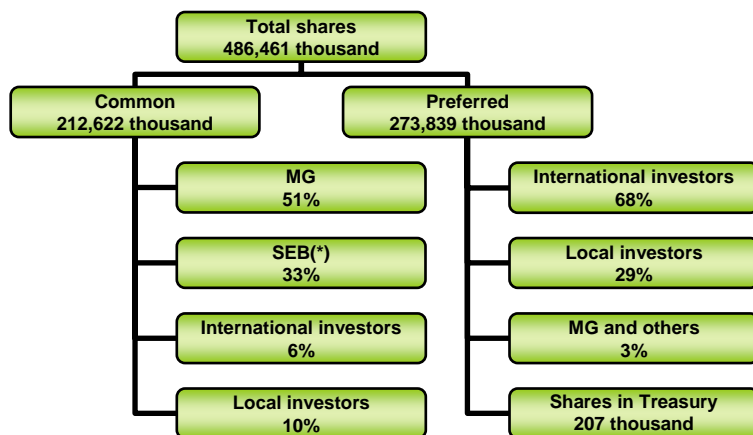 Total shares
486,461 thousand
Common
212,622 thousand
Preferred
273,839 thousand
MG
51%
SEB(*)
33%
International investors
6%
Local investors
10%
International investors
68%
Local investors
29%
MG and others
3%
Shares in Treasury
207 thousand